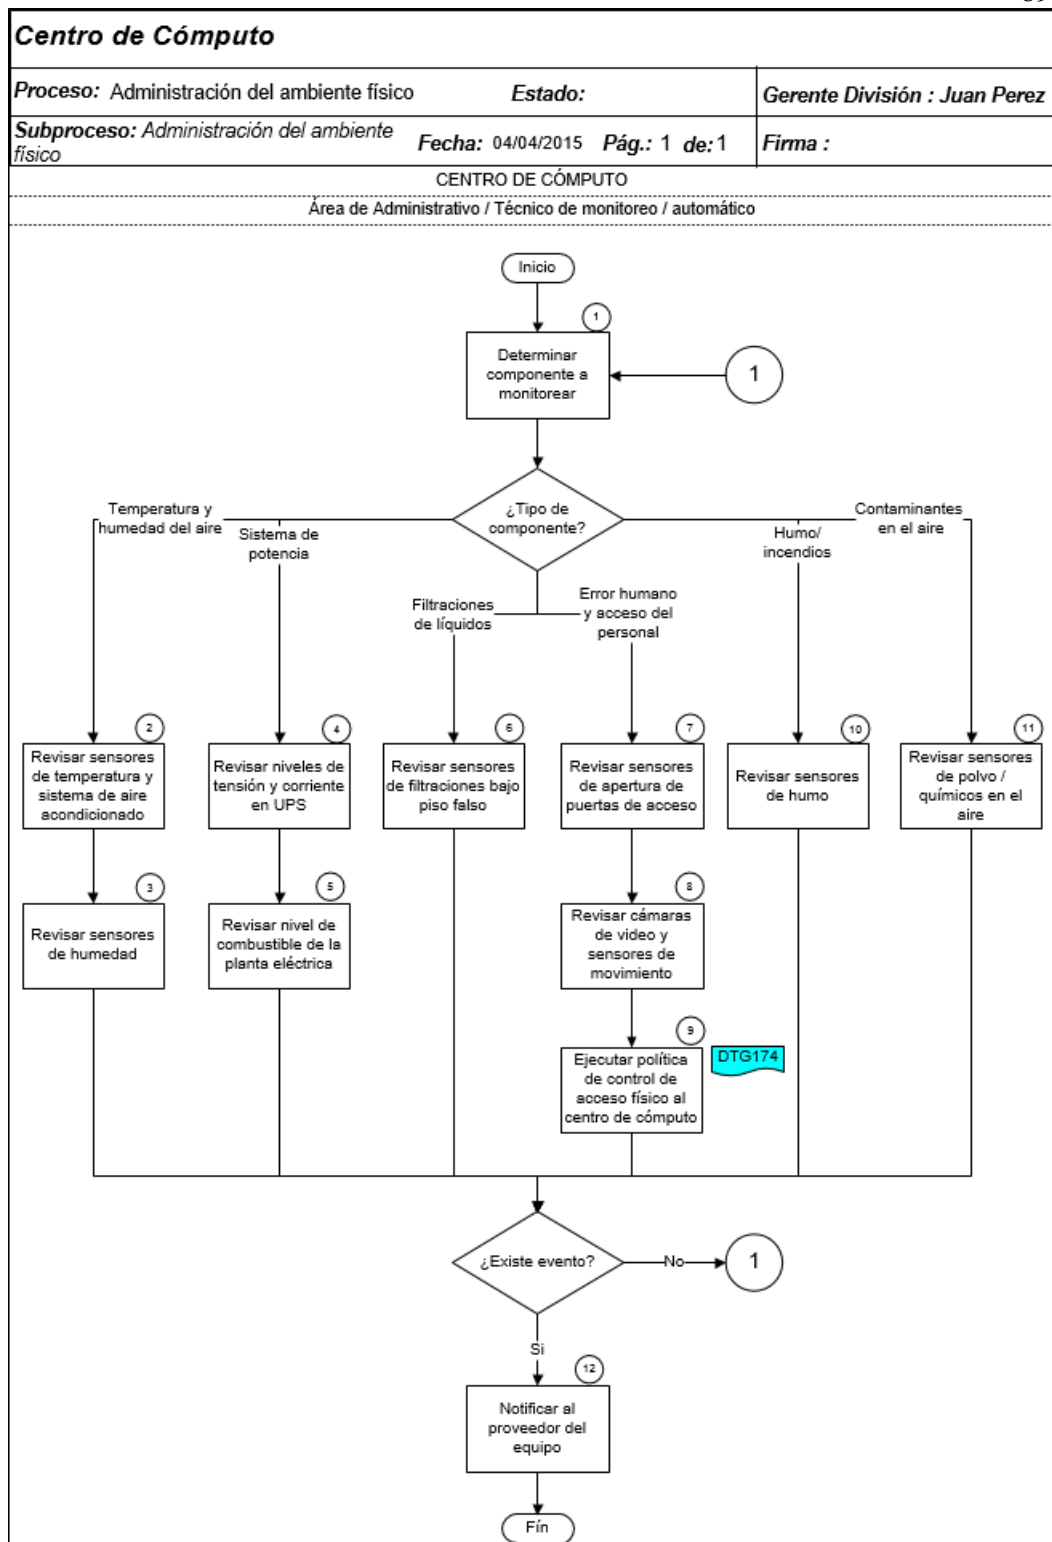 Centro de Cómputo
Proceso: Administración del ambiente físico
Estado:
Gerente División : Juan Perez
Subproceso: Administración del ambiente
físico
Fecha: 04/04/2015 Pág.: 1 de: 1
Firma :
CENTRO DE CÓMPUTO
Área de Administrativo / Técnico de monitoreo / automático
Inicio
1
Determinar
componente a
monitorear
1
¿Tipo de
componente?
Temperatura y
humedad del aire
Sistema de
potencia
Filtraciones
de líquidos
Error humano
y acceso del
personal
Humo/
incendios
Contaminantes
en el aire
2
Revisar sensores
de temperatura y
sistema de aire
acondicionado
4
Revisar niveles de
tensión y corriente
en UPS
6
Revisar sensores
de filtraciones bajo
piso falso
7
Revisar sensores
de apertura de
puertas de acceso
10
Revisar sensores
de humo
11
Revisar sensores
de polvo /
químicos en el
aire
3
Revisar sensores
de humedad
5
Revisar nivel de
combustible de la
planta eléctrica
8
Revisar cámaras
de video y
sensores de
movimiento
9
Ejecutar política
de control de
acceso físico al
centro de cómputo
DTG174
¿Existe evento?
No
1
Si
12
Notificar al
proveedor del
equipo
Fín